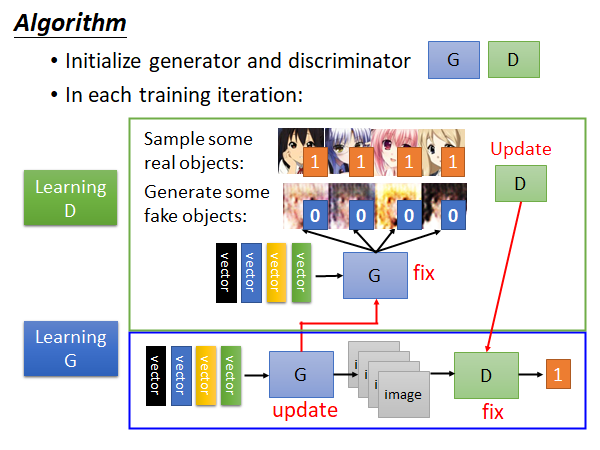 Algorithm
• Initialize generator and discriminator G D
• In each training iteration:
Learning
D
Sample some
real objects:
1 1 1 1
Generate some
fake objects:
0 0 0 0
Update
D
vector vector vector vector
G
fix
Learning
G
vector vector vector vector
G
update
image
D
fix
1